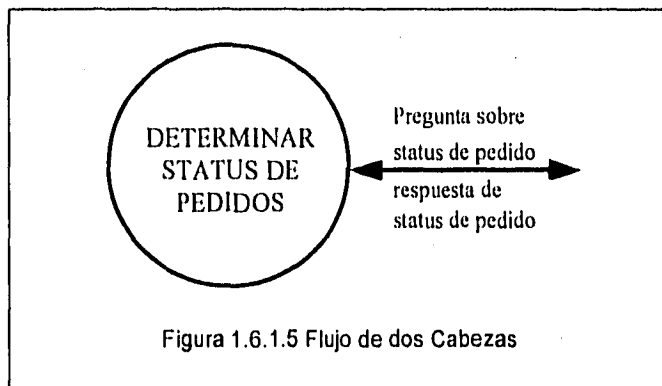 DETERMINAR
STATUS DE
PEDIDOS
Pregunta sobre
status de pedido
respuesta de
status de pedido
Figura 1.6.1.5 Flujo de dos Cabezas